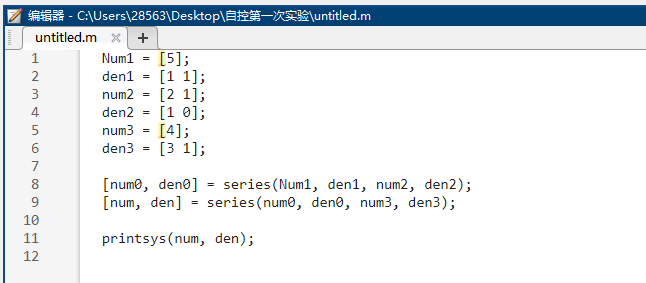 编辑器 - C:\Users\28563\Desktop\自控第一次实验\untitled.m
untitled.m
1 Num1 = [5];
2 den1 = [1 1];
3 num2 = [2 1];
4 den2 = [1 0];
5 num3 = [4];
6 den3 = [3 1];
7
8 [num0, den0] = series(Num1, den1, num2, den2);
9 [num, den] = series(num0, den0, num3, den3);
10
11 printsys(num, den);
12